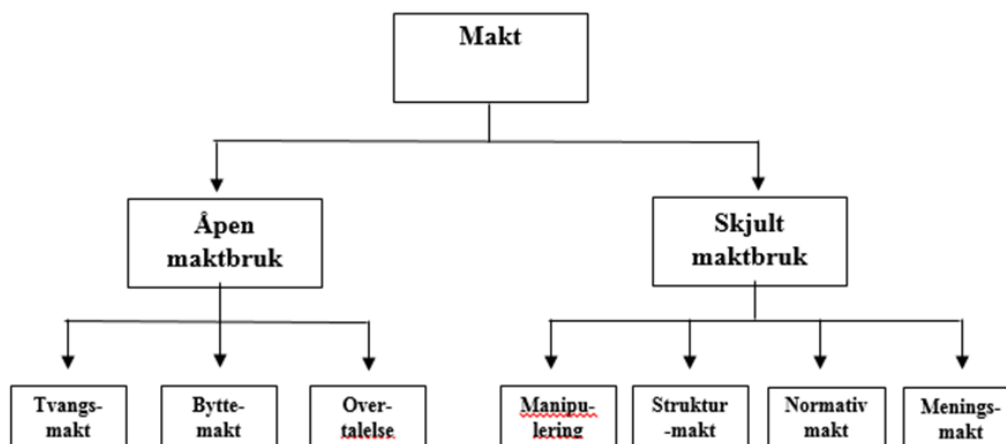 Makt
Åpen
maktbruk
Skjult
maktbruk
Tvangs-
makt
Bytte-
makt
Over-
talelse
Manipu-
lering
Struktur
-makt
Normativ
makt
Menings-
makt